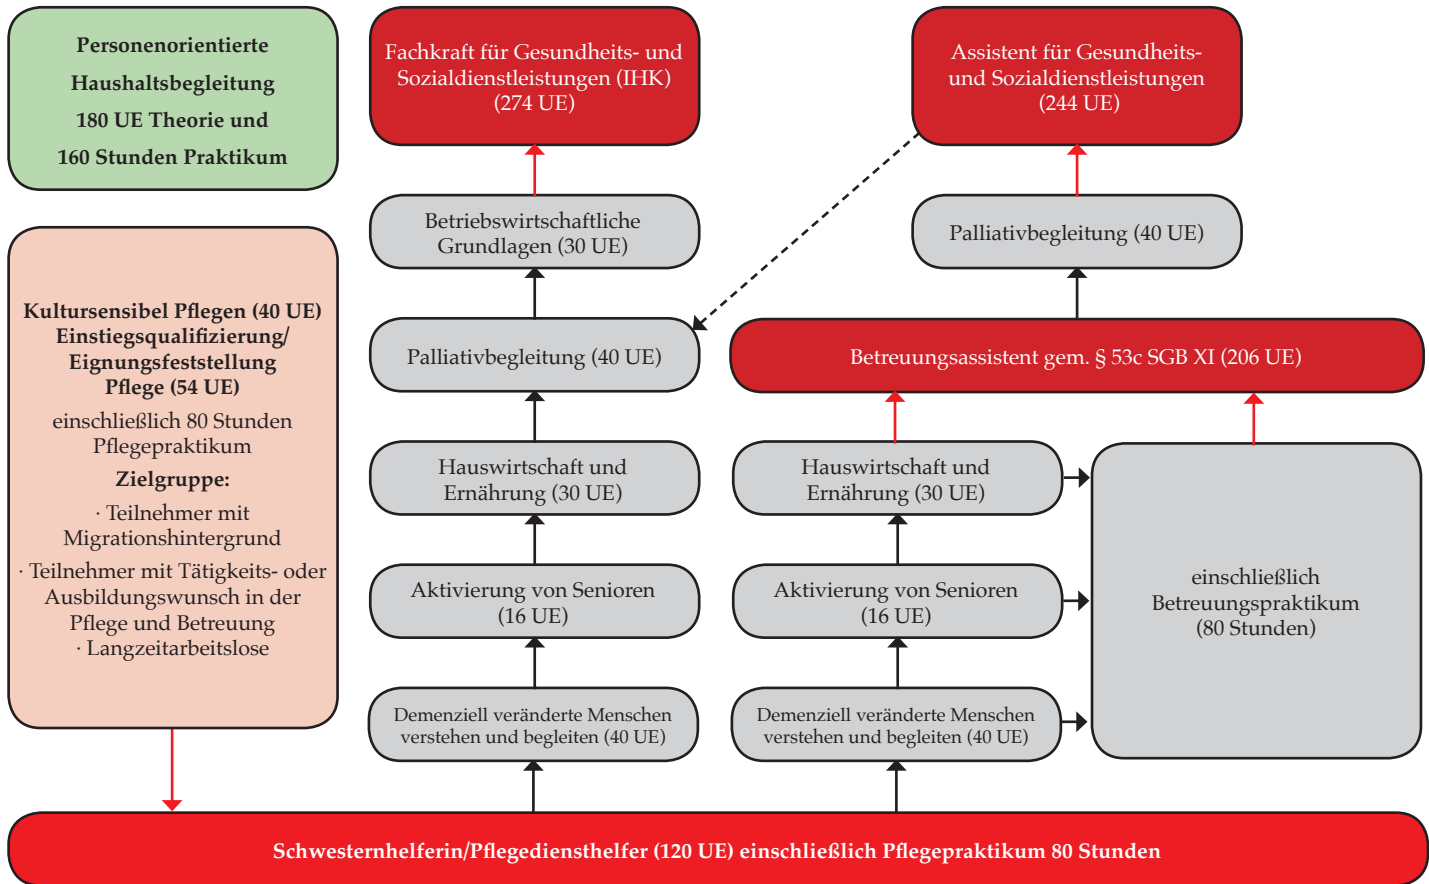 Personenorientierte
Haushaltsbegleitung
180 UE Theorie und
160 Stunden Praktikum
Fachkraft für Gesundheits- und
Sozialdienstleistungen (IHK)
(274 UE)
Assistent für Gesundheits-
und Sozialdienstleistungen
(244 UE)
Betriebswirtschaftliche
Grundlagen (30 UE)
Palliativbegleitung (40 UE)
Kultursensibel Pflegen (40 UE)
Einstiegsqualifizierung/
Eignungsfeststellung
Pflege (54 UE)
einschließlich 80 Stunden
Pflegepraktikum
Zielgruppe:
· Teilnehmer mit
Migrationshintergrund
· Teilnehmer mit Tätigkeits- oder
Ausbildungswunsch in der
Pflege und Betreuung
· Langzeitarbeitslose
Palliativbegleitung (40 UE)
Betreuungsassistent gem. § 53c SGB XI (206 UE)
Hauswirtschaft und
Ernährung (30 UE)
Hauswirtschaft und
Ernährung (30 UE)
einschließlich
Betreuungspraktikum
(80 Stunden)
Aktivierung von Senioren
(16 UE)
Aktivierung von Senioren
(16 UE)
Demenziell veränderte Menschen
verstehen und begleiten (40 UE)
Demenziell veränderte Menschen
verstehen und begleiten (40 UE)
Schwesternhelferin/Pflegediensthelfer (120 UE) einschließlich Pflegepraktikum 80 Stunden